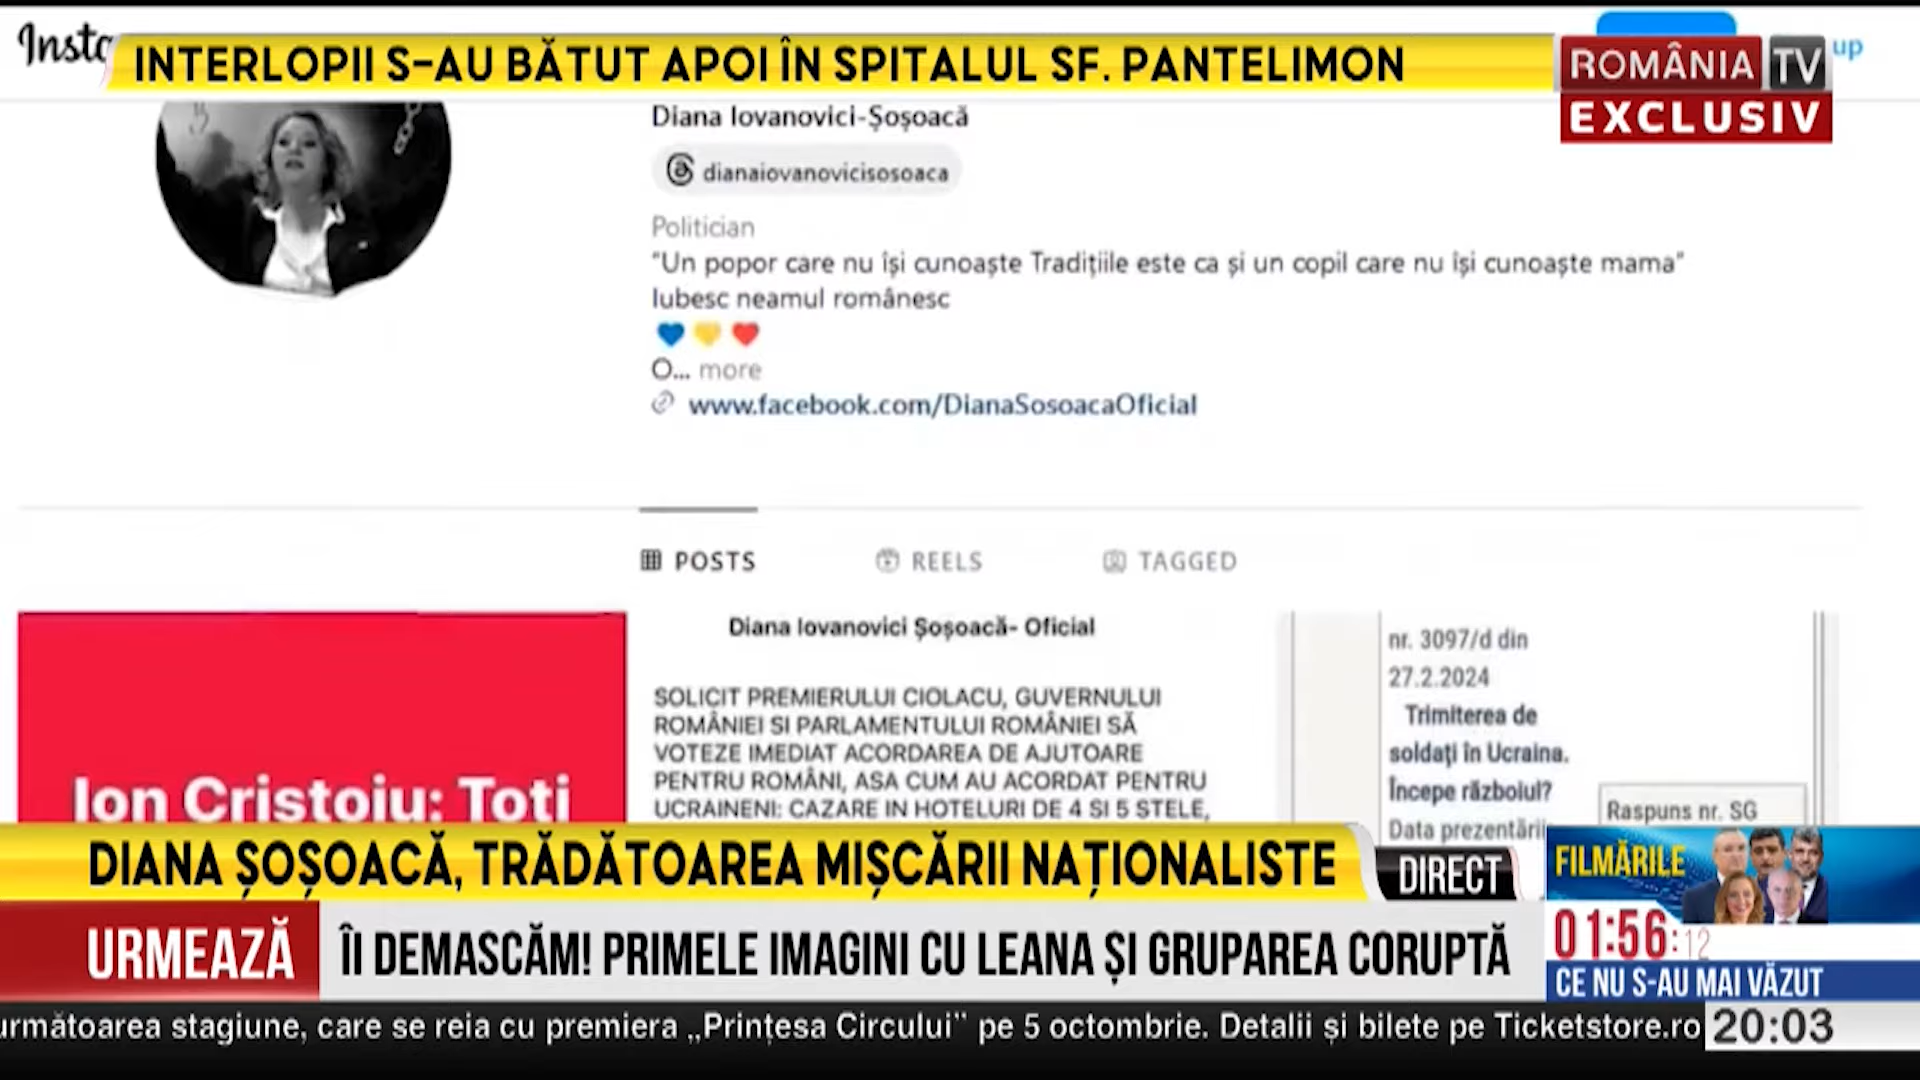 Insta
INTERLOPII S-AU BĂTUT APOI ÎN SPITALUL SF. PANTELIMON
ROMÂNIA TV
EXCLUSIV
up
Diana Iovanovici-Șoșoacă
dianaiovanovicisosoaca
Politician
"Un popor care nu își cunoaște Tradițiile este ca și un copil care nu își cunoaște mama"
Iubesc neamul românesc
O... more
www.facebook.com/DianaSosoacaOficial
POSTS
REELS
TAGGED
Ion Cristoiu: Toți
Diana Iovanovici Șoșoacă- Oficial
SOLICIT PREMIERULUI CIOLACU, GUVERNULUI
ROMÂNIEI SI PARLAMENTULUI ROMÂNIEI SĂ
VOTEZE IMEDIAT ACORDAREA DE AJUTOARE
PENTRU ROMÂNI, ASA CUM AU ACORDAT PENTRU
UCRAINENI: CAZARE IN HOTELURI DE 4 SI 5 STELE,
nr. 3097/d din
27.2.2024
Trimiterea de
soldați în Ucraina.
Începe războiul?
Data prezentării
Raspuns nr. SG
DIANA ȘOȘOACĂ, TRĂDĂTOAREA MIȘCĂRII NAȚIONALISTE
DIRECT
FILMĂRILE
01:56:12
CE NU S-AU MAI VĂZUT
URMEAZĂ
ÎI DEMASCĂM! PRIMELE IMAGINI CU LEANA ȘI GRUPAREA CORUPTĂ
următoarea stagiune, care se reia cu premiera „Prințesa Circului" pe 5 octombrie. Detalii și bilete pe Ticketstore.ro
20:03